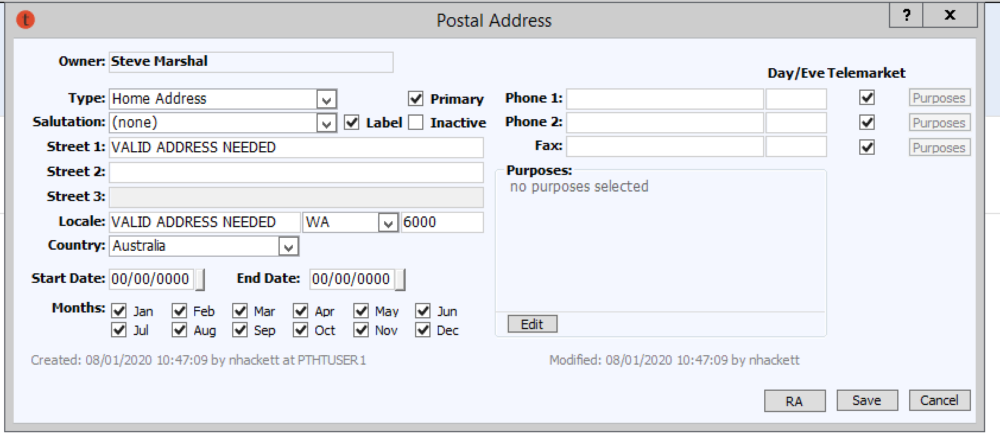 t Postal Address ? X
Owner: Steve Marshal
Day/Eve Telemarket
Type: Home Address Primary Phone 1: Purposes
Salutation: (none) Label Inactive Phone 2: Purposes
Street 1: VALID ADDRESS NEEDED Fax: Purposes
Street 2:
Purposes:
no purposes selected
Street 3:
Locale: VALID ADDRESS NEEDED WA 6000
Country: Australia
Start Date: 00/00/0000 End Date: 00/00/0000
Months: Jan Feb Mar Apr May Jun
Jul Aug Sep Oct Nov Dec
Edit
Created: 08/01/2020 10:47:09 by nhackett at PTHTUSER1 Modified: 08/01/2020 10:47:09 by nhackett
RA Save Cancel